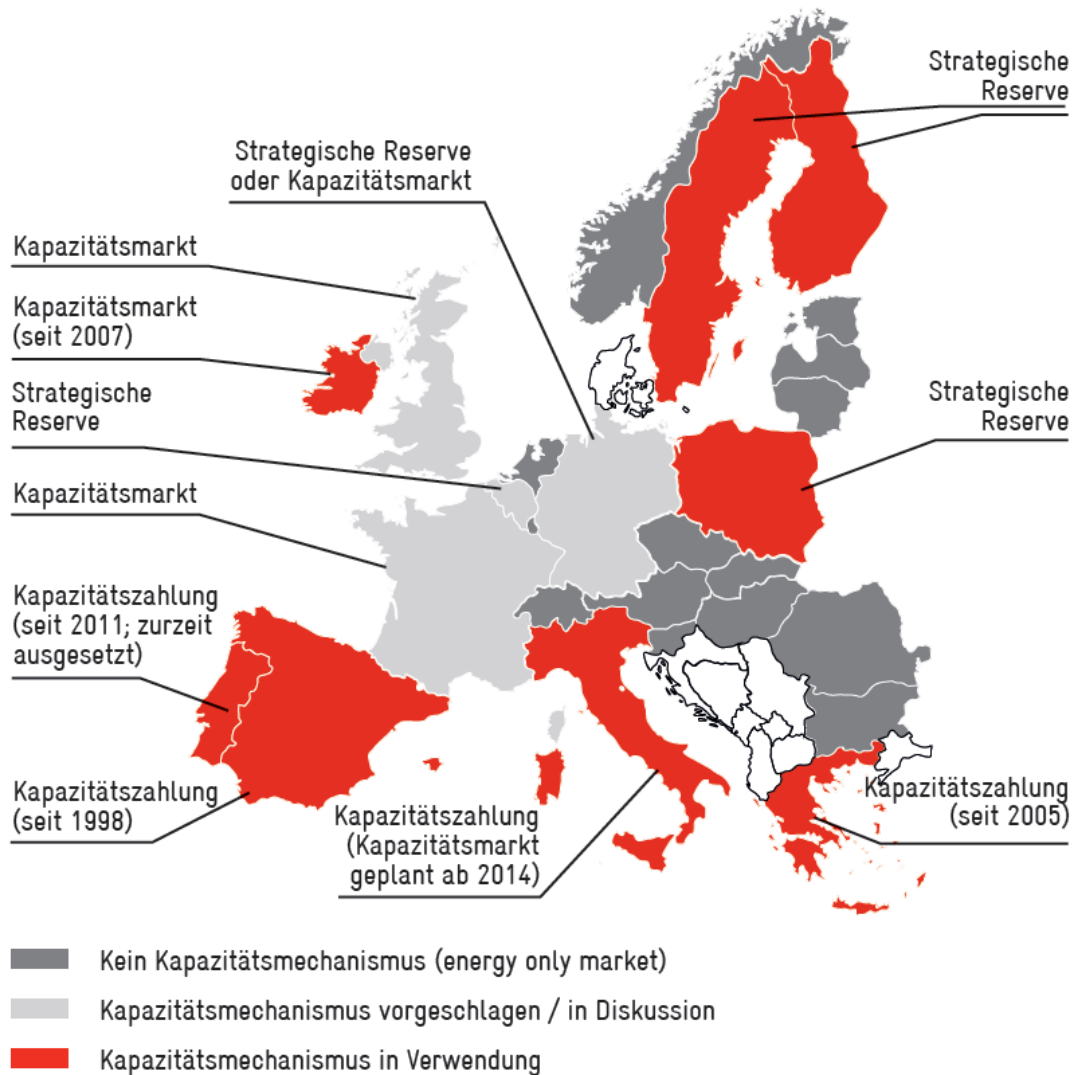 Strategische
Reserve
Strategische Reserve
oder Kapazitätsmarkt
Kapazitätsmarkt
Kapazitätsmarkt
(seit 2007)
Strategische
Reserve
Strategische
Reserve
Kapazitätsmarkt
Kapazitätszahlung
(seit 2011; zurzeit
ausgesetzt)
Kapazitätszahlung
(seit 1998)
Kapazitätszahlung
(Kapazitätsmarkt
geplant ab 2014)
Kapazitätszahlung
(seit 2005)
Kein Kapazitätsmechanismus (energy only market)
Kapazitätsmechanismus vorgeschlagen / in Diskussion
Kapazitätsmechanismus in Verwendung